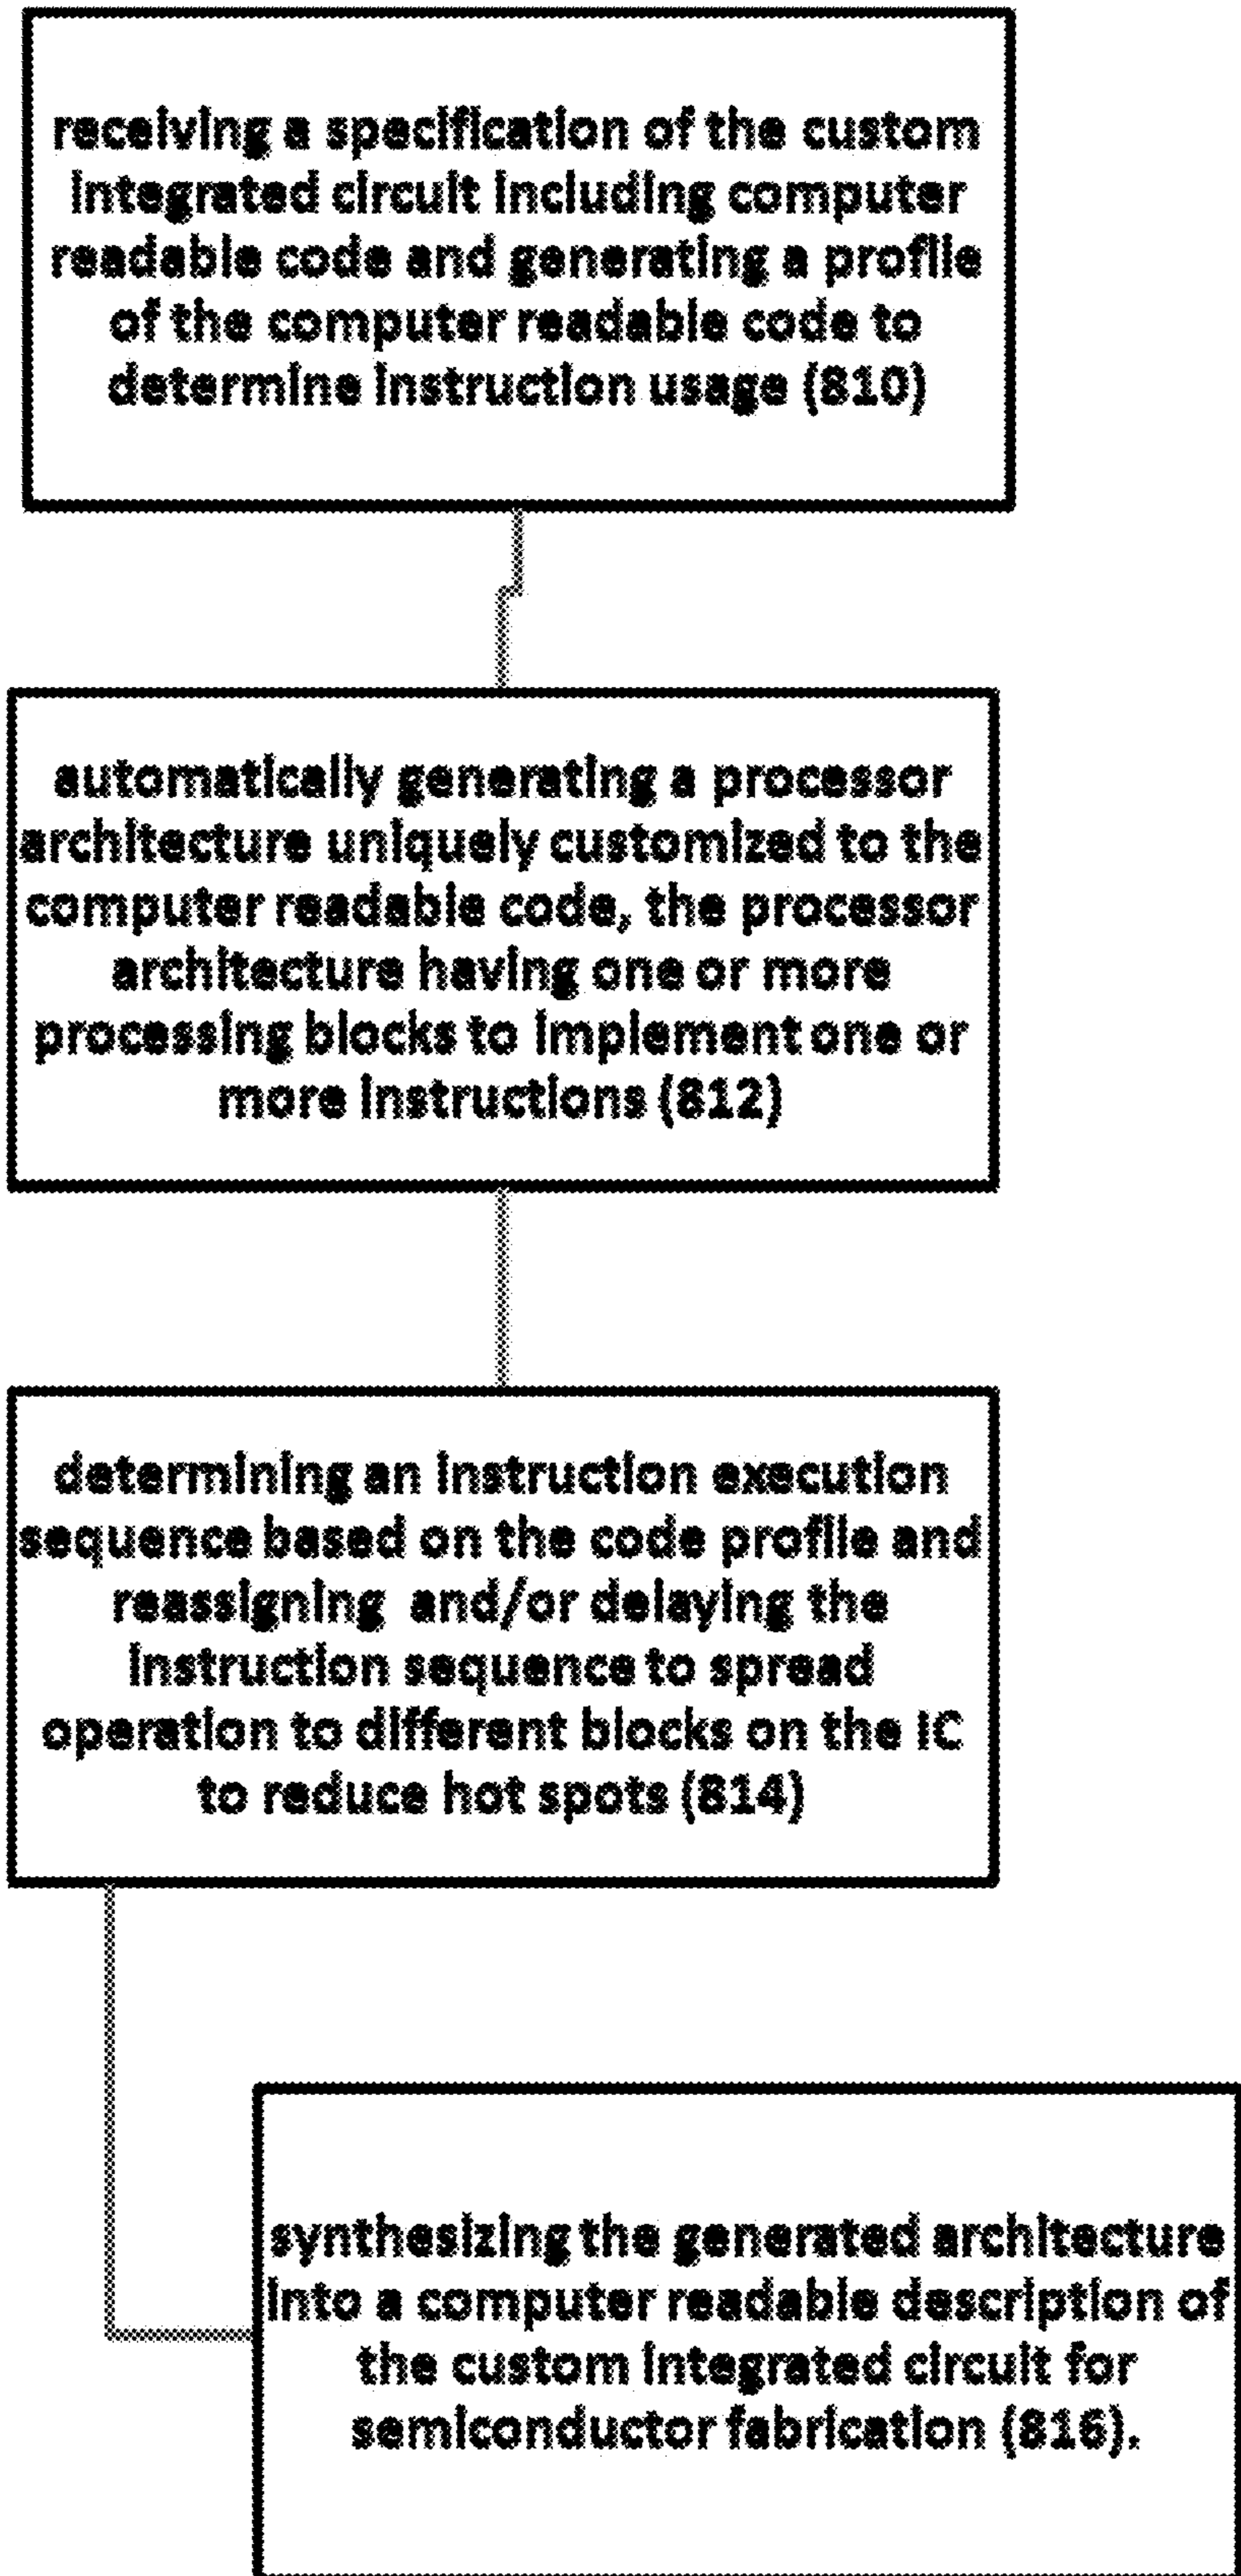 receiving a specification of the custom
integrated circuit including computer
readable code and generating a profile
of the computer readable code to
determine instruction usage (810)
automatically generating a processor
architecture uniquely customized to the
computer readable code, the processor
architecture having one or more
processing blocks to implement one or
more instructions (812)
determining an instruction execution
sequence based on the code profile and
reassigning and/or delaying the
instruction sequence to spread
operation to different blocks on the IC
to reduce hot spots (814)
synthesizing the generated architecture
into a computer readable description of
the custom integrated circuit for
semiconductor fabrication (816).